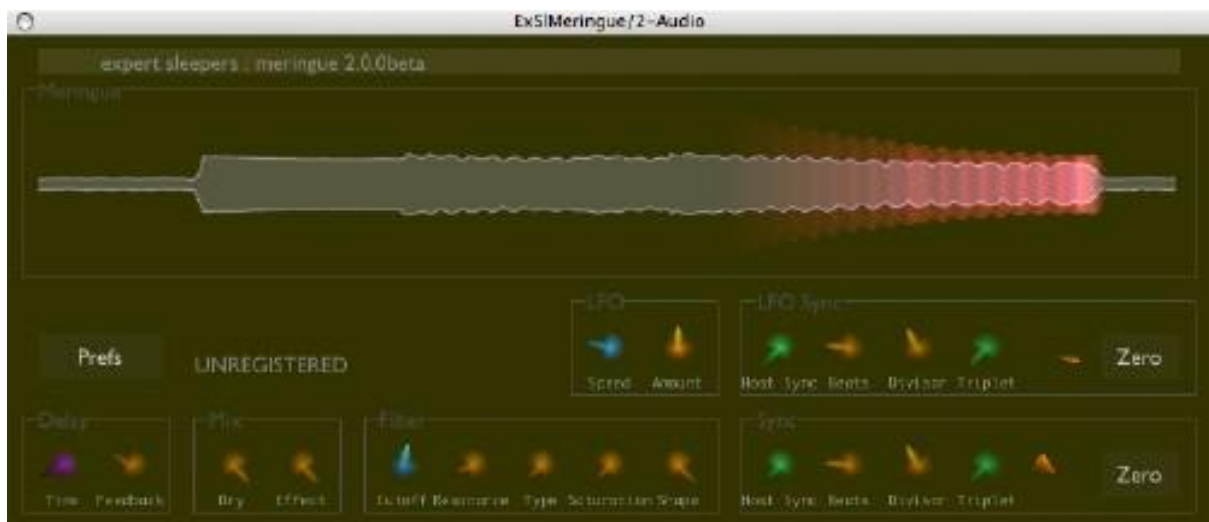 ExSlMeringue/2-Audio
expert sleepers : meringue 2.0.0beta
Meringue
LFO
LFO Sync
Prefs
UNREGISTERED
Speed Amount
Host Sync Beats Divisor Triplet
Zero
Delay
Mix
Filter
Sync
Time Feedback
Dry Effect
Cutoff Resonance Type Saturation Shape
Host Sync Beats Divisor Triplet
Zero